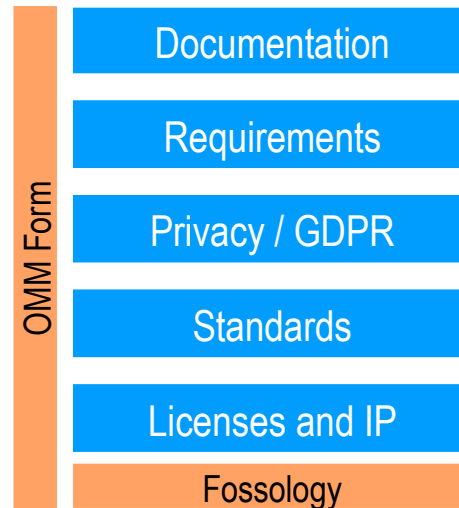 OMM Form
Documentation
Requirements
Privacy / GDPR
Standards
Licenses and IP
Fossology